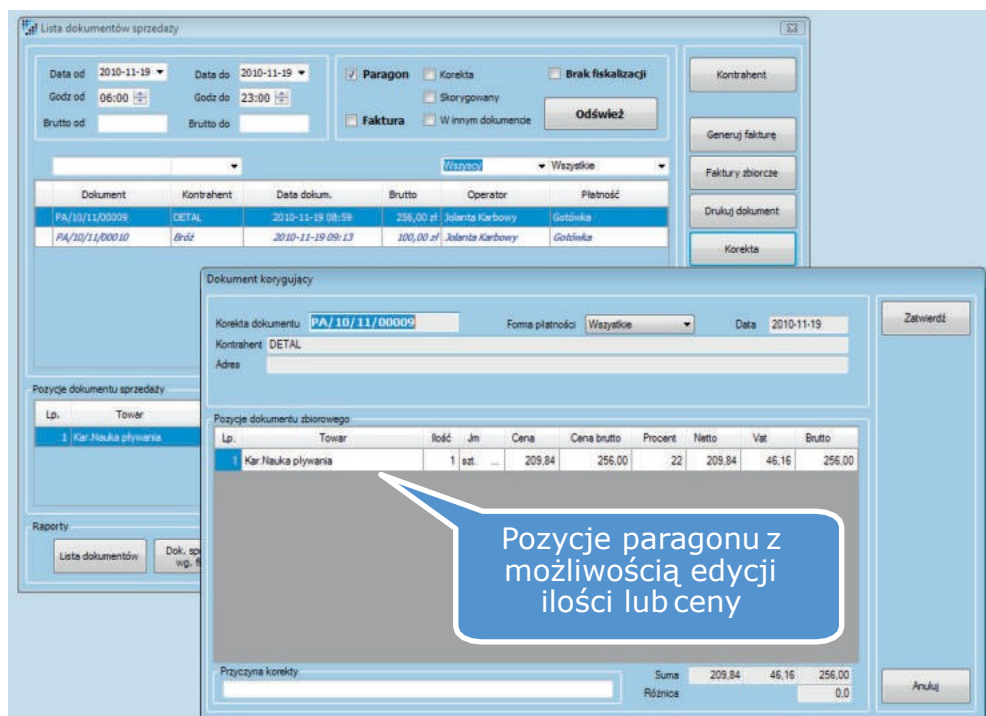 Lista dokumentów sprzedaży
Data od 2010-11-19 Data do 2010-11-19 Paragon Korekta Brak fiskalizacji Kontrahent
Godz od 06:00 Godz do 23:00 Skorygowany
Brutto od Brutto do Faktura W innym dokumencie Odśwież Generuj fakturę
Wszyscy Wszystkie Faktury zbiorcze
Dokument Kontrahent Data dokum. Brutto Operator Płatność
PA/10/11/00009 DETAL 2010-11-19 08:59 256,00 zł Jolanta Karbowy Gotówka Drukuj dokument
PA/10/11/00010 Bróż 2010-11-19 09:13 100,00 zł Jolanta Karbowy Gotówka
Korekta
Dokument korygujący
Korekta dokumentu PA/10/11/00009 Forma płatności Wszystkie Data 2010-11-19 Zatwierdź
Kontrahent DETAL
Adres
Pozycje dokumentu sprzedaży
Lp. Towar
1 Kar.Nauka pływania
Pozycje dokumentu zbiorowego
Lp. Towar Ilość Jm Cena Cena brutto Procent Netto Vat Brutto
1 Kar.Nauka pływania 1 szt. ... 209,84 256,00 22 209,84 46,16 256,00
Pozycje paragonu z
możliwością edycji
ilości lub ceny
Raporty
Lista dokumentów Dok.
wg.
Przyczyna korekty
Suma 209,84 46,16 256,00
Różnica 0,0
Anuluj